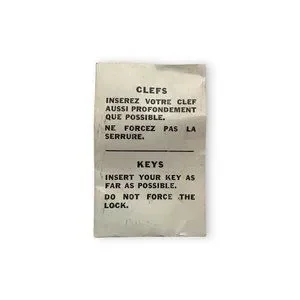 CLEFS
INSEREZ VOTRE CLEF
AUSSI PROFONDEMENT
QUE POSSIBLE.
NE FORCEZ PAS LA
SERRURE.
KEYS
INSERT YOUR KEY AS
FAR AS POSSIBLE.
DO NOT FORCE THE
LOCK.